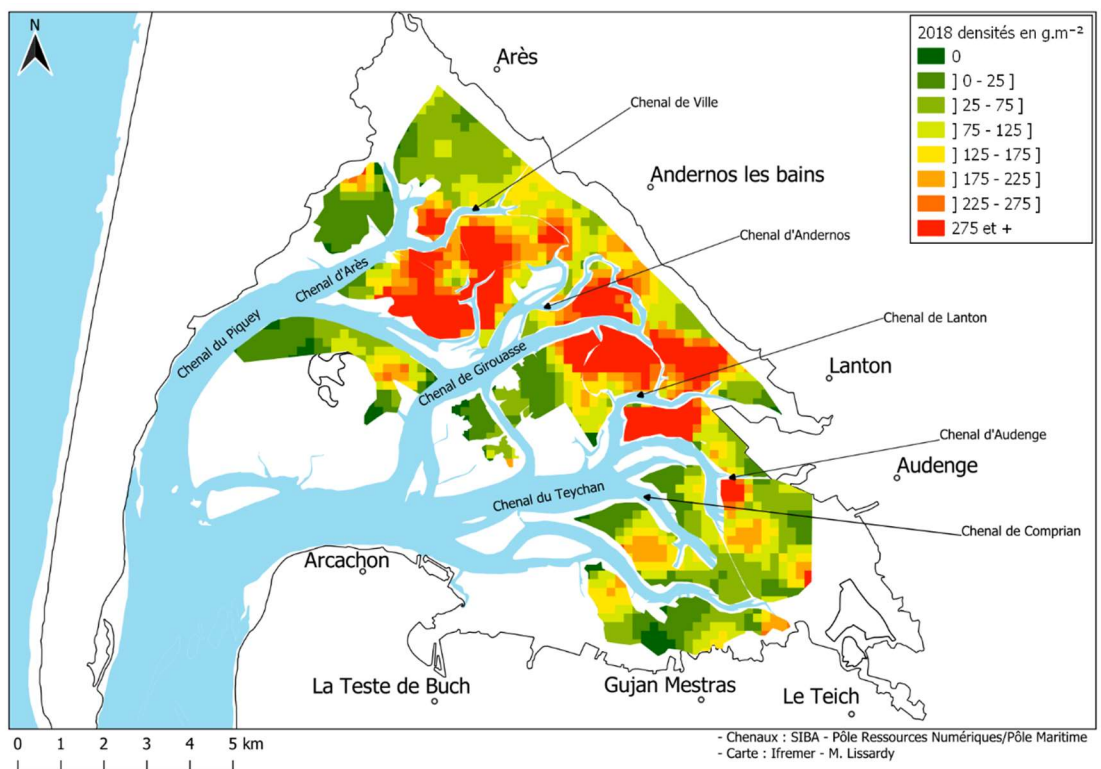 N
2018 densités en g.m⁻²
0
] 0 - 25 ]
] 25 - 75 ]
] 75 - 125 ]
] 125 - 175 ]
] 175 - 225 ]
] 225 - 275 ]
275 et +
Arès
Chenal de Ville
Andernos les bains
Chenal d'Andernos
Chenal d'Arès
Chenal du Piquey
Chenal de Lanton
Chenal de Girouasse
Lanton
Chenal d'Audenge
Audenge
Chenal du Teychan
Chenal de Comprian
Arcachon
La Teste de Buch
Gujan Mestras
Le Teich
0 1 2 3 4 5 km
- Chenaux : SIBA - Pôle Ressources Numériques/Pôle Maritime
- Carte : Ifremer - M. Lissardy